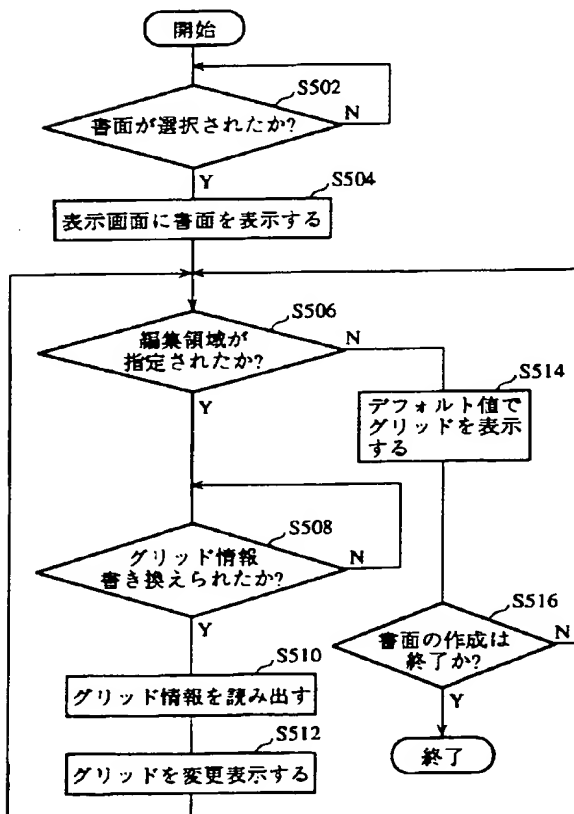 開始
S502
書面が選択されたか?
N
Y
S504
表示画面に書面を表示する
S506
編集領域が
指定されたか?
N
Y
S514
デフォルト値で
グリッドを表示
する
S508
グリッド情報
書き換えられたか?
N
Y
S516
書面の作成は
終了か?
N
Y
S510
グリッド情報を読み出す
S512
グリッドを変更表示する
終了